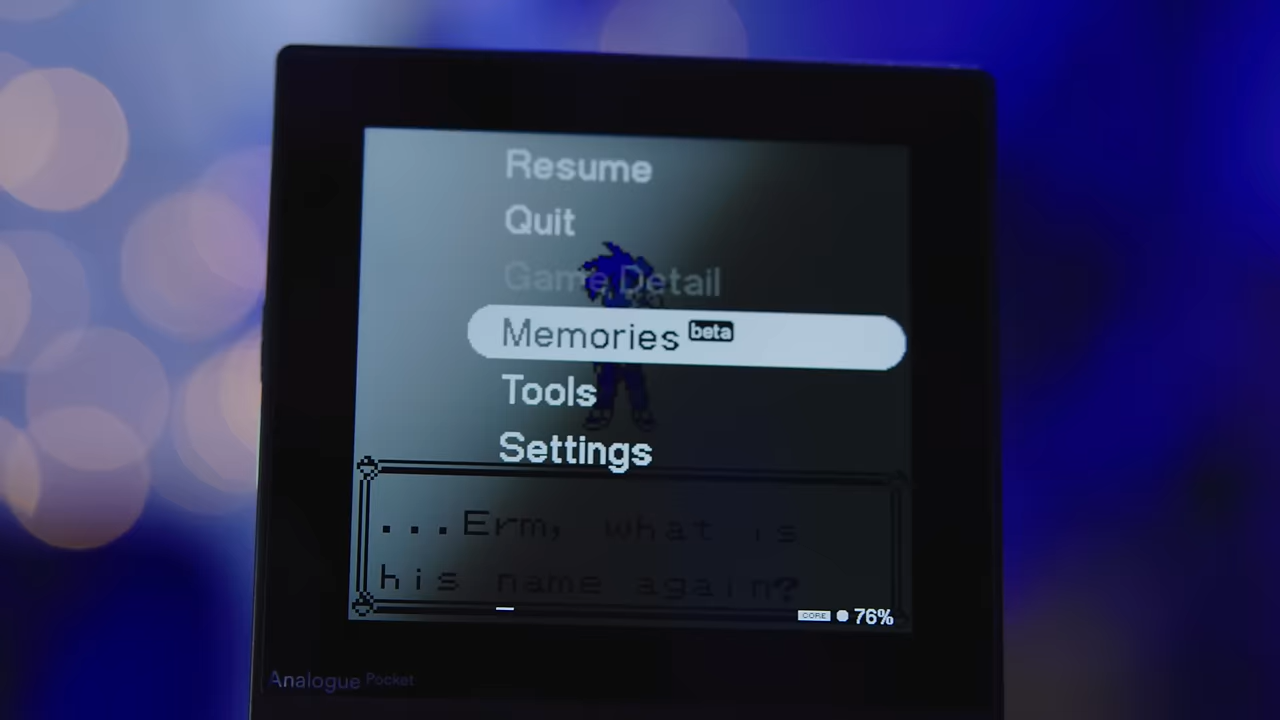 Resume
Quit
Game Detail
Memories beta
Tools
Settings
...Erm, what is
his name again?
CORE 76%
Analogue Pocket